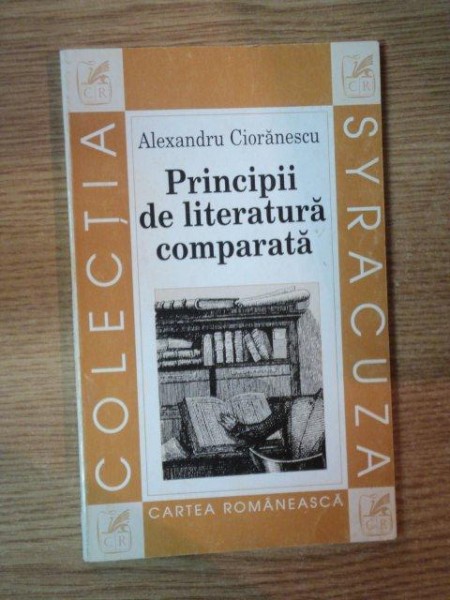 Alexandru Ciorănescu
Principii
de literatură
comparată
COLECȚIA
SYRACUZA
CARTEA ROMÂNEASCĂ
CR
CR
CR
CR